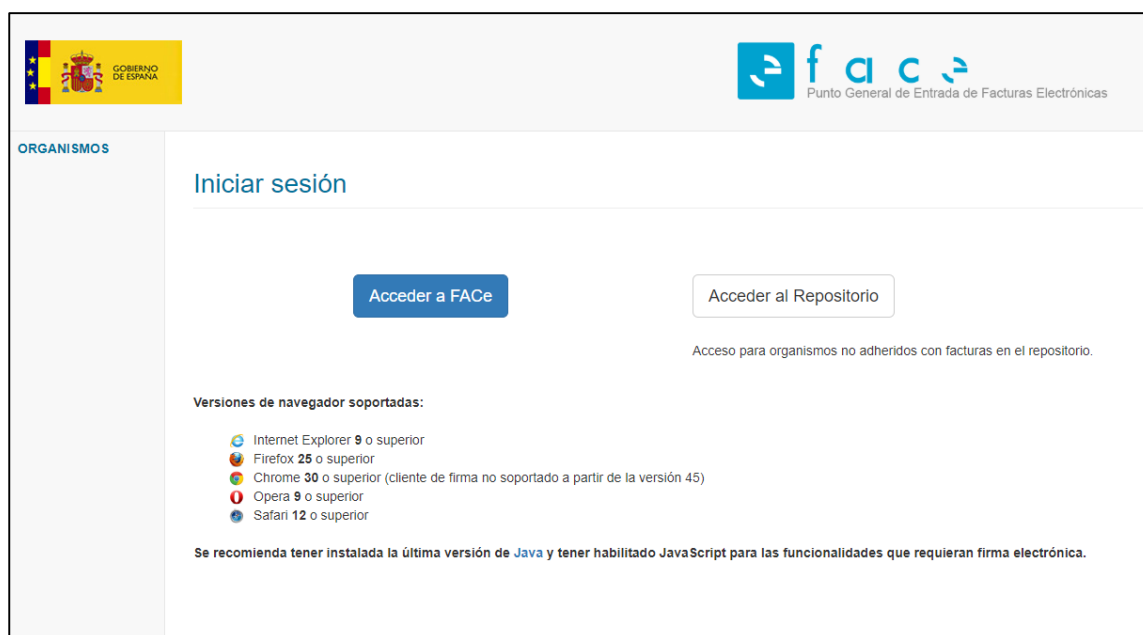 GOBIERNO
DE ESPAÑA
face
Punto General de Entrada de Facturas Electrónicas
ORGANISMOS
Iniciar sesión
Acceder a FACe
Acceder al Repositorio
Acceso para organismos no adheridos con facturas en el repositorio.
Versiones de navegador soportadas:
Internet Explorer 9 o superior
Firefox 25 o superior
Chrome 30 o superior (cliente de firma no soportado a partir de la versión 45)
Opera 9 o superior
Safari 12 o superior
Se recomienda tener instalada la última versión de Java y tener habilitado JavaScript para las funcionalidades que requieran firma electrónica.